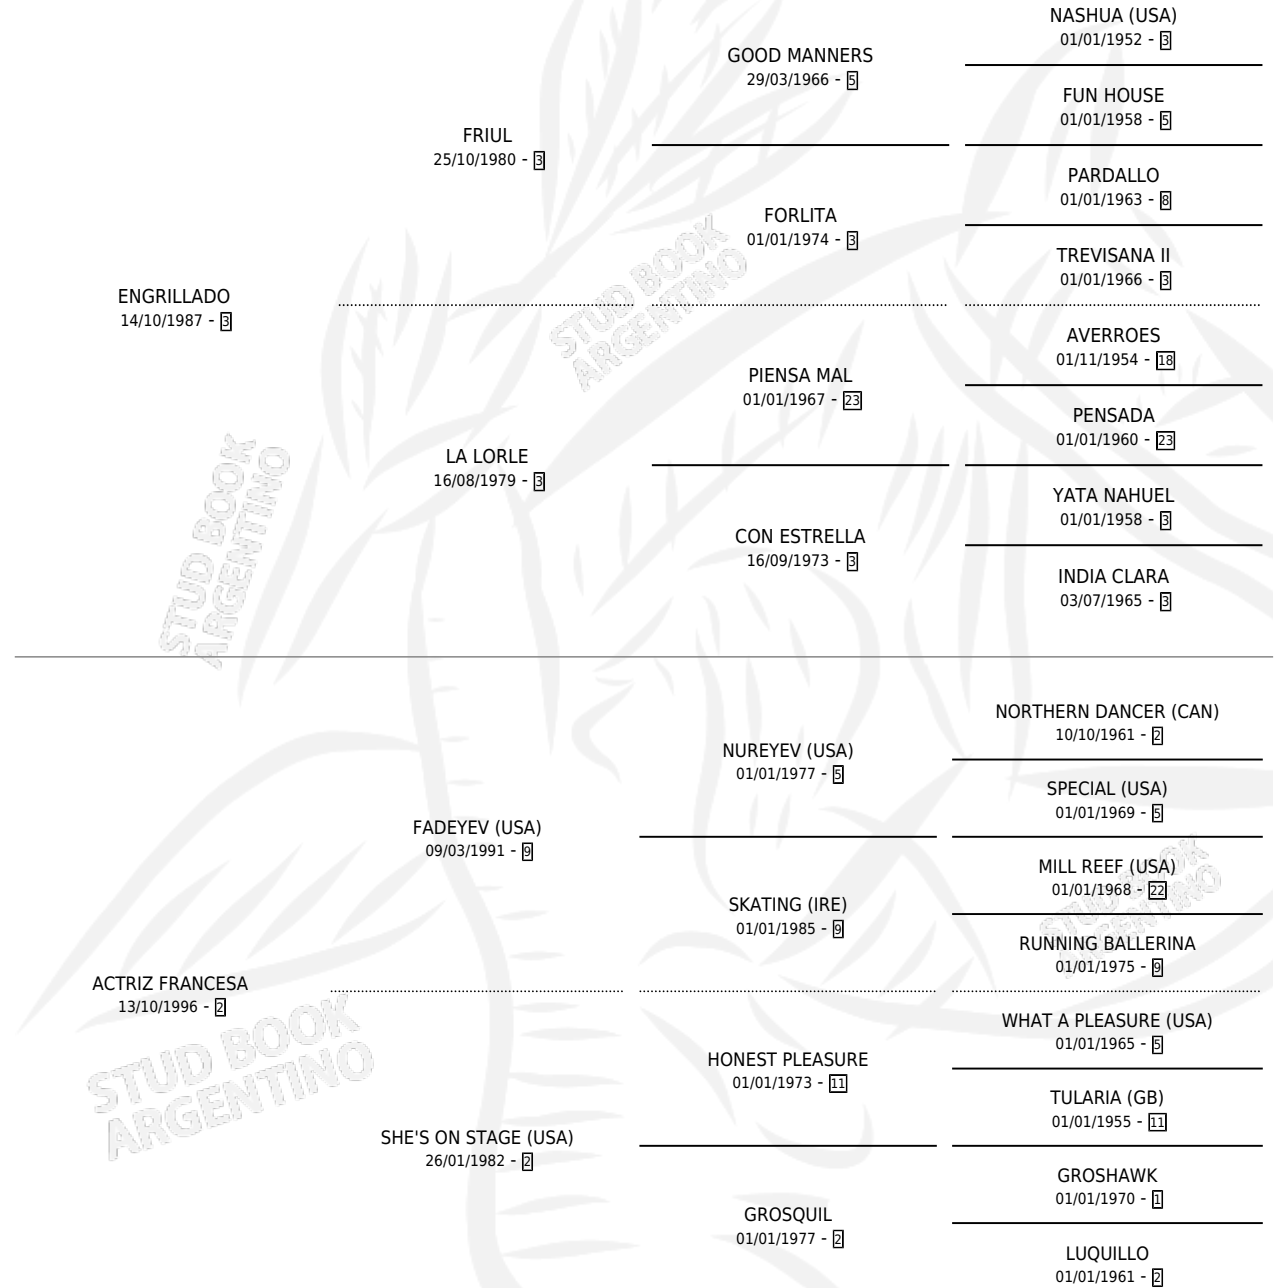 NASHUA (USA)
01/01/1952 - 3
GOOD MANNERS
29/03/1966 - 5
FUN HOUSE
01/01/1958 - 5
FRIUL
25/10/1980 - 3
PARDALLO
01/01/1963 - 8
FORLITA
01/01/1974 - 3
TREVISANA II
01/01/1966 - 3
STUD BOOK
ARGENTINO
ENGRILLADO
14/10/1987 - 3
AVERROES
01/11/1954 - 18
PIENSA MAL
01/01/1967 - 23
PENSADA
01/01/1960 - 23
LA LORLE
16/08/1979 - 3
YATA NAHUEL
01/01/1958 - 3
CON ESTRELLA
16/09/1973 - 3
INDIA CLARA
03/07/1965 - 3
STUD BOOK
ARGENTINO
NORTHERN DANCER (CAN)
10/10/1961 - 2
NUREYEV (USA)
01/01/1977 - 5
SPECIAL (USA)
01/01/1969 - 5
FADEYEV (USA)
09/03/1991 - 9
MILL REEF (USA)
01/01/1968 - 22
STUD BOOK
ARGENTINO
SKATING (IRE)
01/01/1985 - 9
RUNNING BALLERINA
01/01/1975 - 9
ACTRIZ FRANCESA
13/10/1996 - 2
WHAT A PLEASURE (USA)
01/01/1965 - 5
HONEST PLEASURE
01/01/1973 - 11
TULARIA (GB)
01/01/1955 - 11
STUD BOOK
ARGENTINO
SHE'S ON STAGE (USA)
26/01/1982 - 2
GROSHAWK
01/01/1970 - 1
GROSQUIL
01/01/1977 - 2
LUQUILLO
01/01/1961 - 2